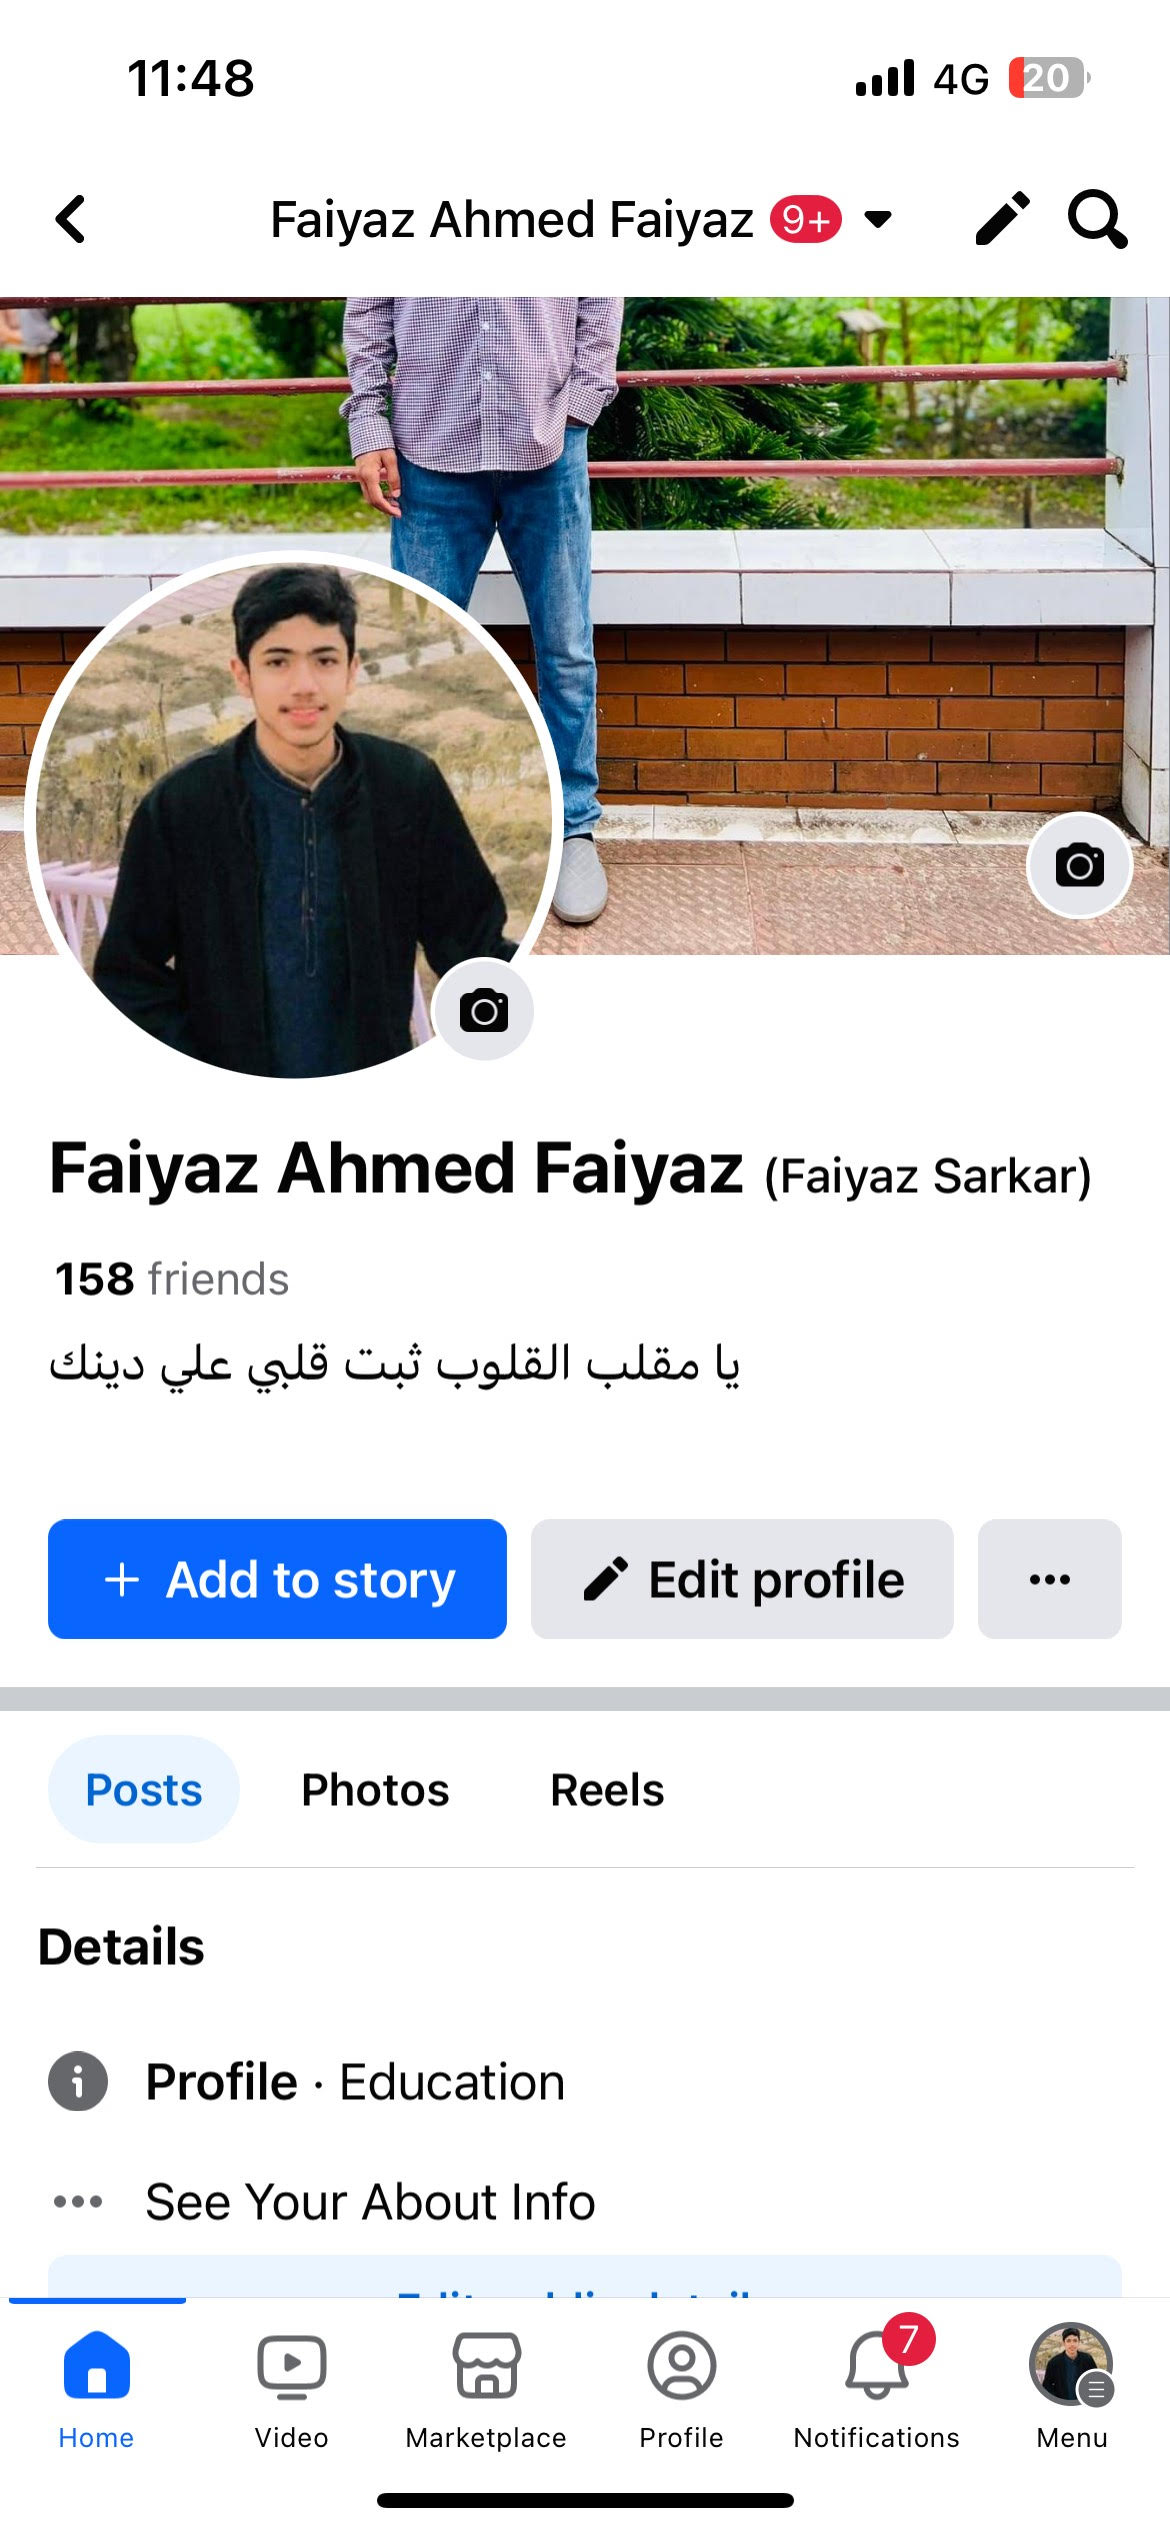 11:48 4G 20
Faiyaz Ahmed Faiyaz 9+
Faiyaz Ahmed Faiyaz (Faiyaz Sarkar)
158 friends
يا مقلب القلوب ثبت قلبي علي دينك
+ Add to story Edit profile ...
Posts Photos Reels
Details
Profile · Education
See Your About Info
7
Home Video Marketplace Profile Notifications Menu